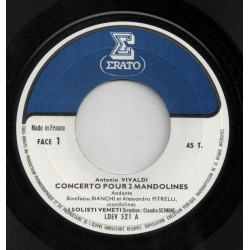 ERATO
Made in France
FACE 1
45 T.
Antonio VIVALDI
CONCERTO POUR 2 MANDOLINES
Andante
Bonifacio BIANCHI et Alessandro PITRELLI,
mandolines
I SOLISTI VENETI Direction: Claudio SCIMONE
LDEV 521 A